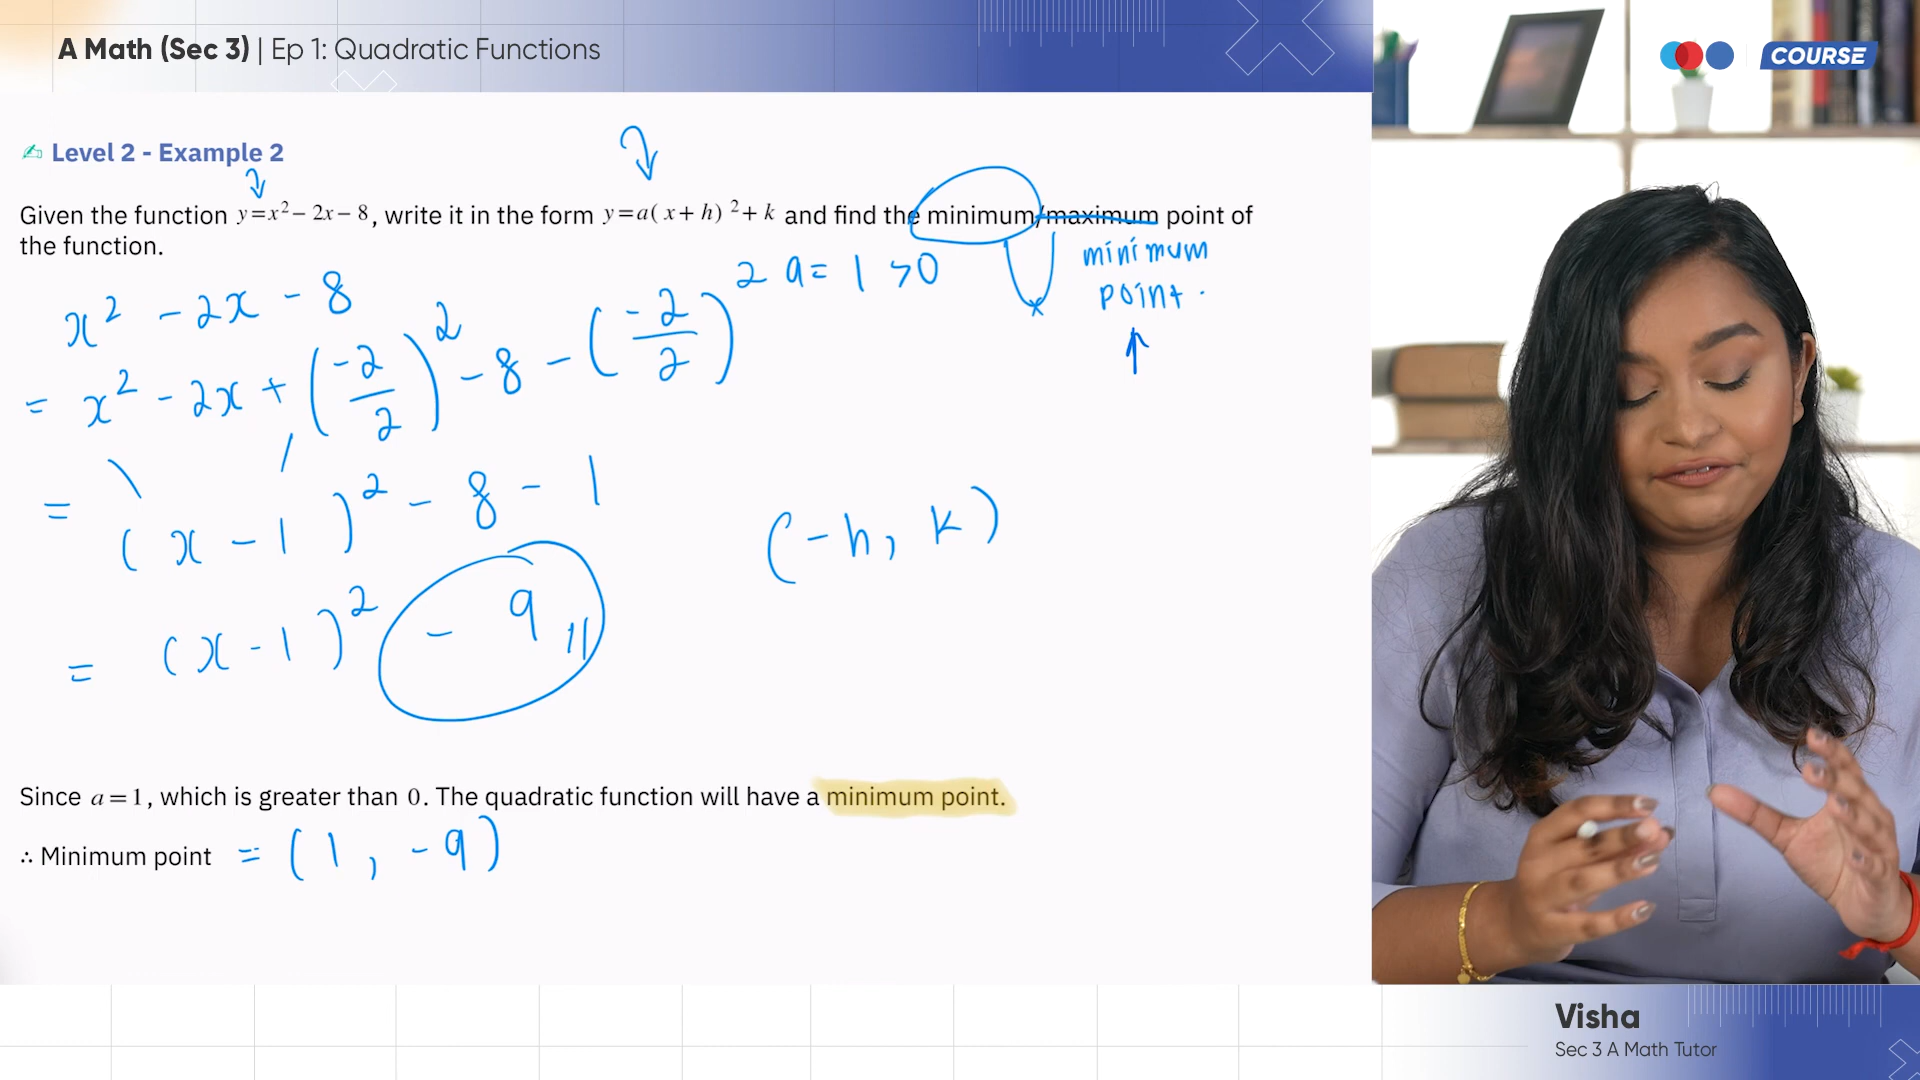 A Math (Sec 3) | Ep 1: Quadratic Functions
COURSE
Level 2 - Example 2
Given the function y=x²− 2x− 8, write it in the form y=a(x+h)²+k and find the minimum/maximum point of
the function.
minimum
point.
x² − 2x − 8
a = 1 >0
= x² − 2x + (−2/2)² − 8 − (−2/2)²
= (x − 1)² − 8 − 1
(−h, k)
= (x − 1)² − 9
Since a=1, which is greater than 0. The quadratic function will have a minimum point.
∴ Minimum point = (1, −9)
Visha
Sec 3 A Math Tutor